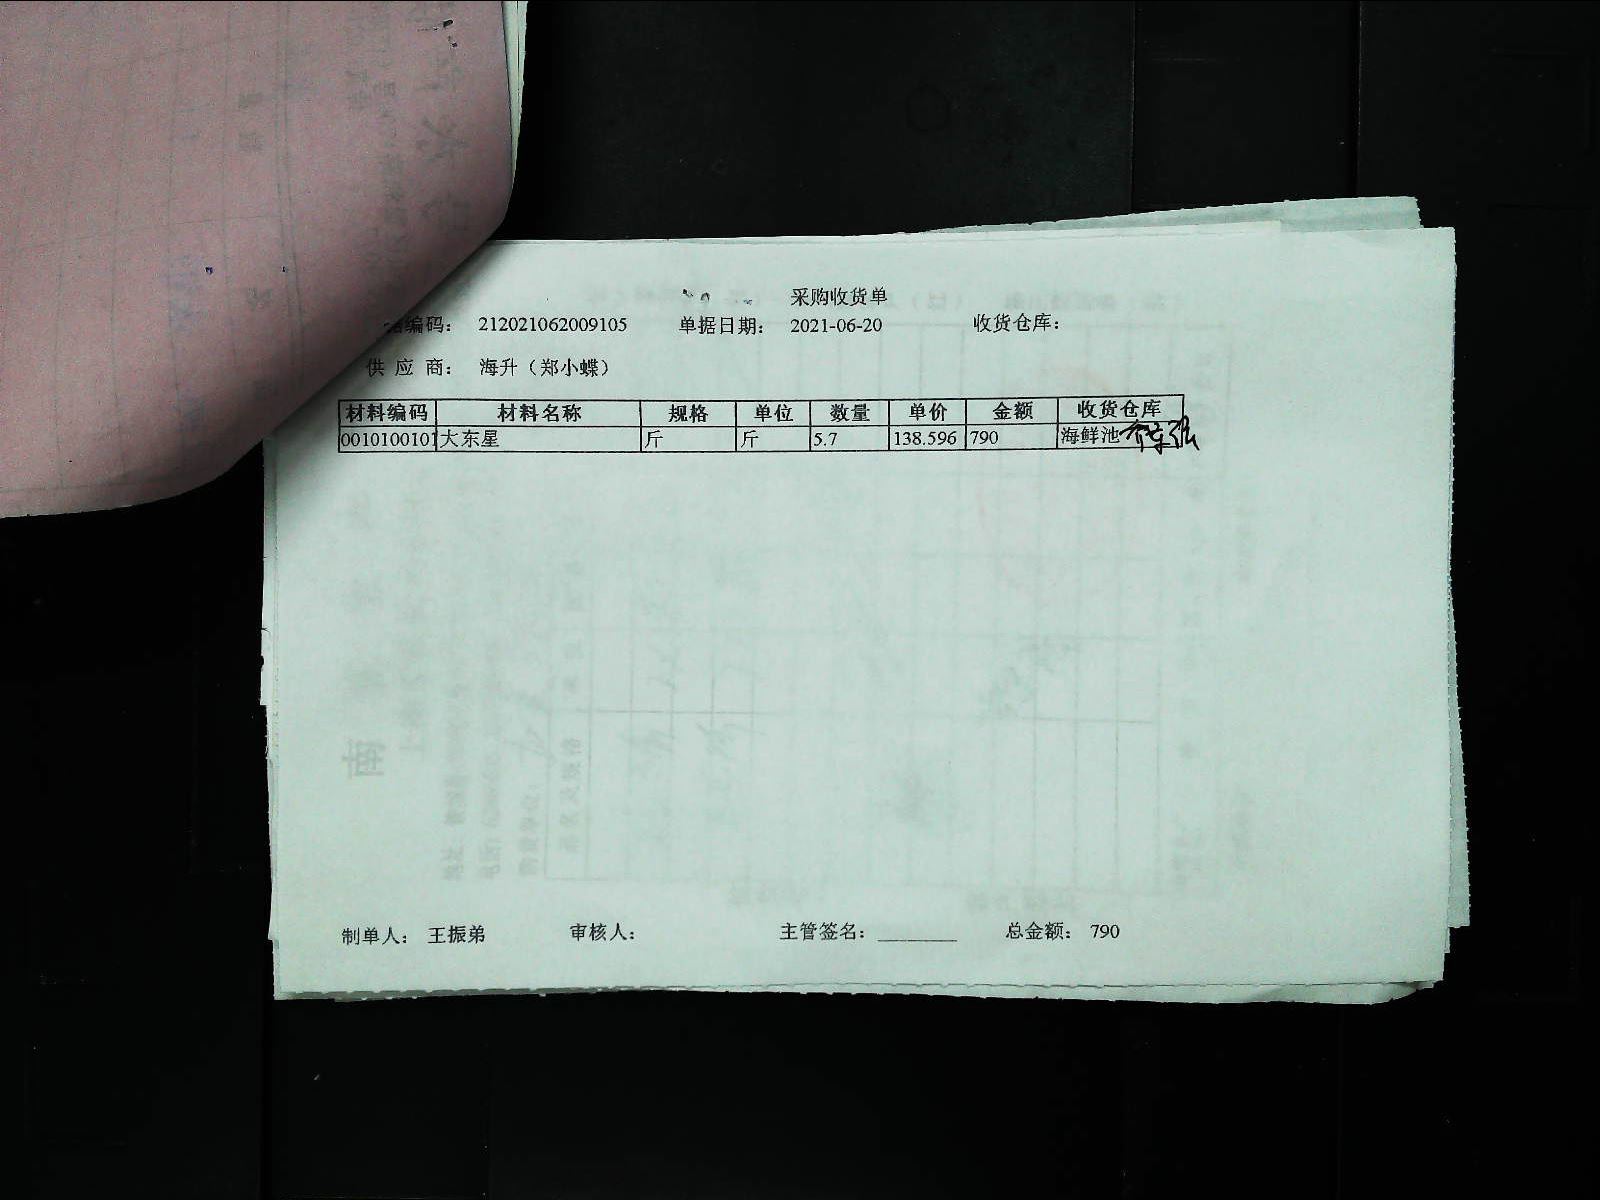 采购收货单
编码： 212021062009105 单据日期： 2021-06-20 收货仓库：
供 应 商： 海升（郑小蝶）
材料编码 材料名称 规格 单位 数量 单价 金额 收货仓库
0010100101 大东星 斤 斤 5.7 138.596 790 海鲜池
制单人： 王振弟 审核人： 主管签名：________ 总金额： 790